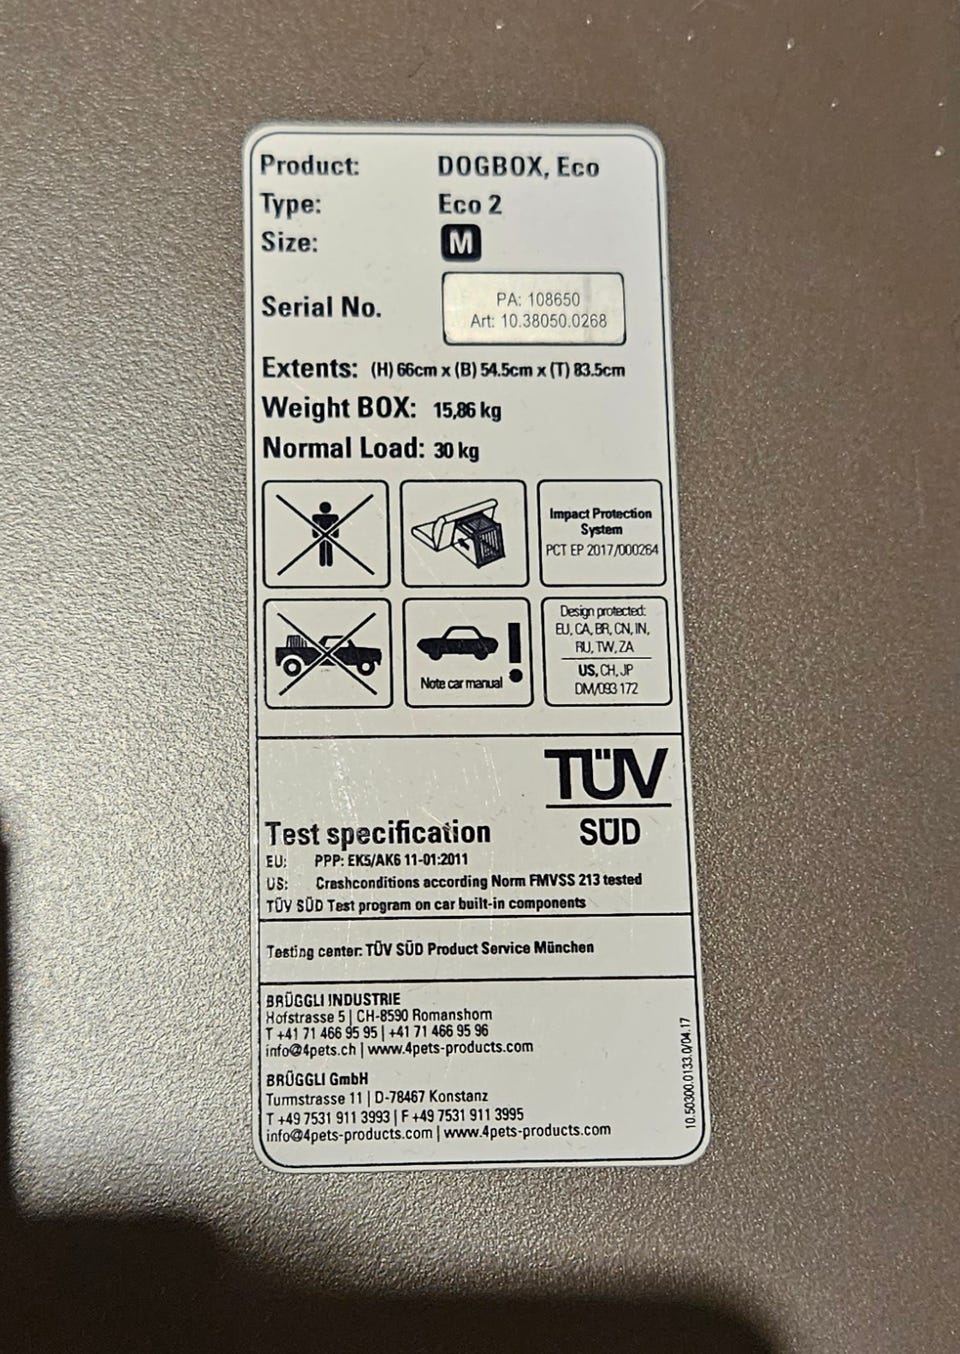 Product: DOGBOX, Eco
Type: Eco 2
Size: M
Serial No.
PA: 108650
Art: 10.38050.0268
Extents: (H) 66cm x (B) 54.5cm x (T) 83.5cm
Weight BOX: 15,86 kg
Normal Load: 30 kg
Impact Protection
System
PCT EP 2017/000264
Note car manual
Design protected:
EU, CA, BR, CN, IN,
RU, TW, ZA
US, CH, JP
DM/093 172
TÜV
SÜD
Test specification
EU: PPP: EK5/AK6 11-01:2011
US: Crashconditions according Norm FMVSS 213 tested
TÜV SÜD Test program on car built-in components
Testing center: TÜV SÜD Product Service München
BRÜGGLI INDUSTRIE
Hofstrasse 5 | CH-8590 Romanshorn
T +41 71 466 95 95 | +41 71 466 95 96
info@4pets.ch | www.4pets-products.com
BRÜGGLI GmbH
Turmstrasse 11 | D-78467 Konstanz
T +49 7531 911 3993 | F +49 7531 911 3995
info@4pets-products.com | www.4pets-products.com
10.50300.0133.0/04.17